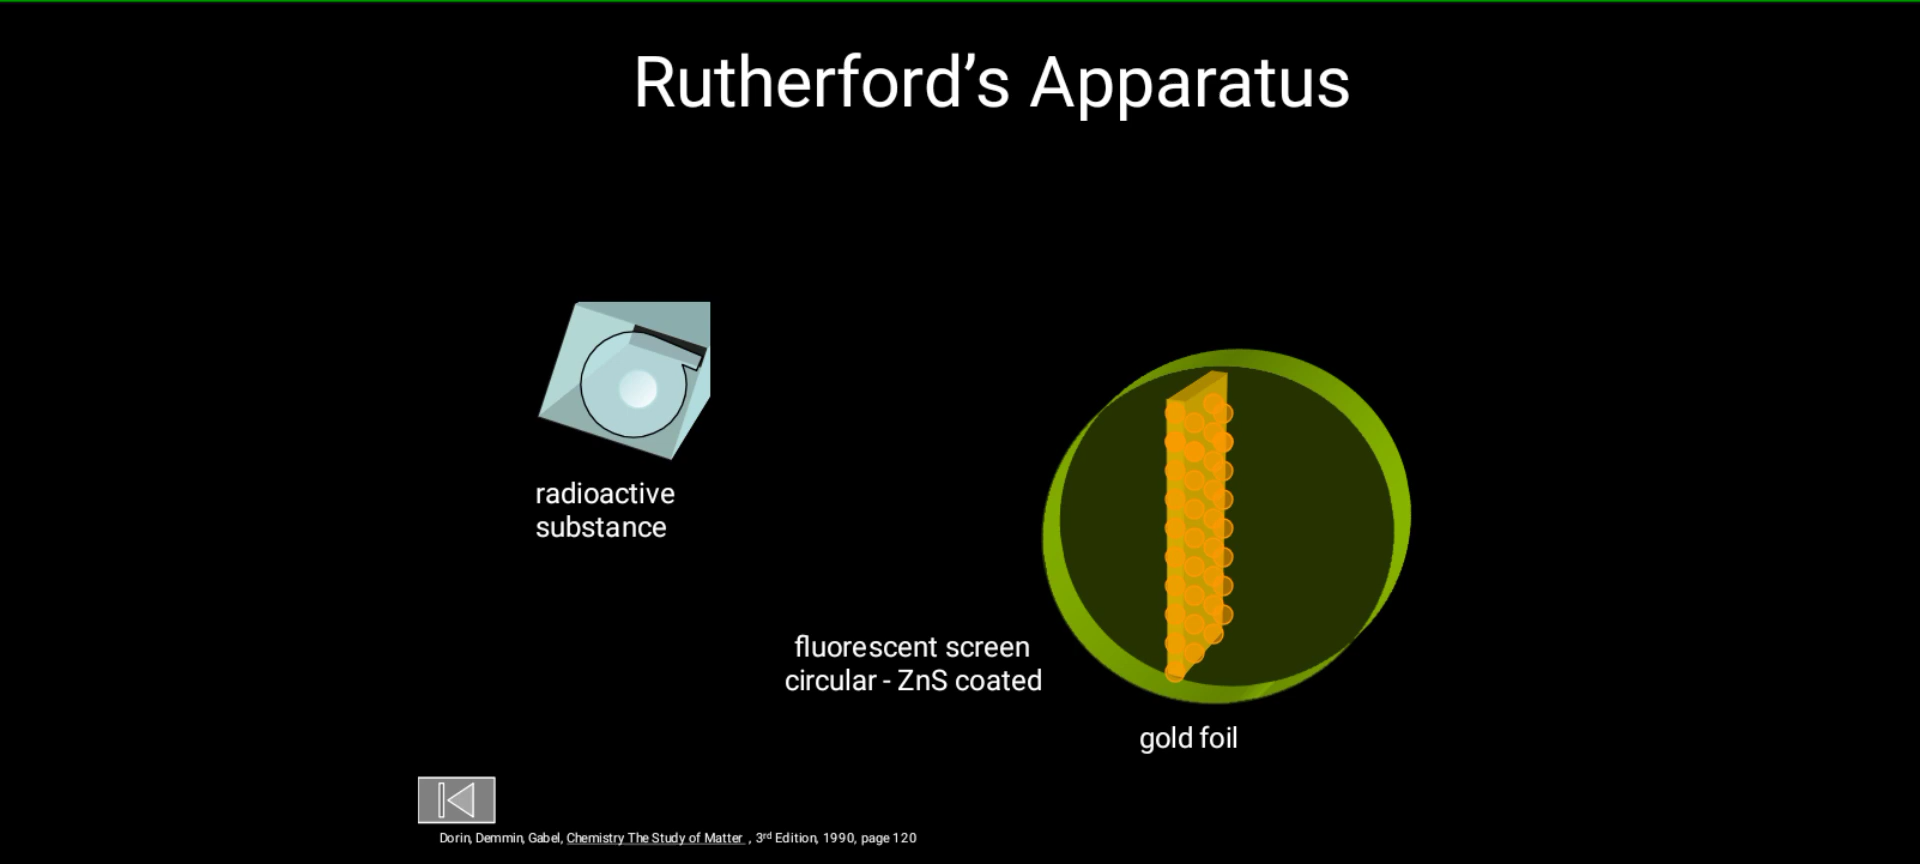 Rutherford’s Apparatus
radioactive
substance
fluorescent screen
circular - ZnS coated
gold foil
Dorin, Demmin, Gabel, Chemistry The Study of Matter , 3rd Edition, 1990, page 120